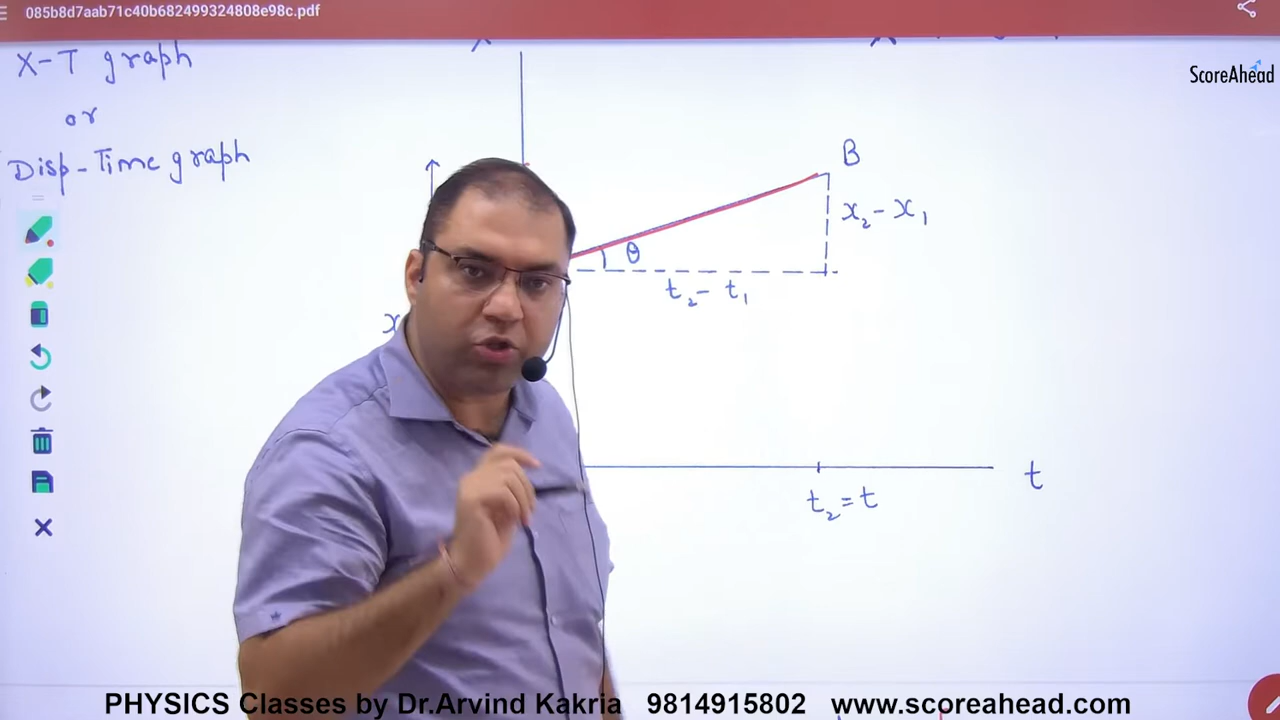 085b8d7aab71c40b682499324808e98c.pdf
ScoreAhead
X-T graph
or
Disp-Time graph
B
x₂-x₁
θ
t₂-t₁
x
t
t₂=t
PHYSICS Classes by Dr.Arvind Kakria 9814915802 www.scoreahead.com